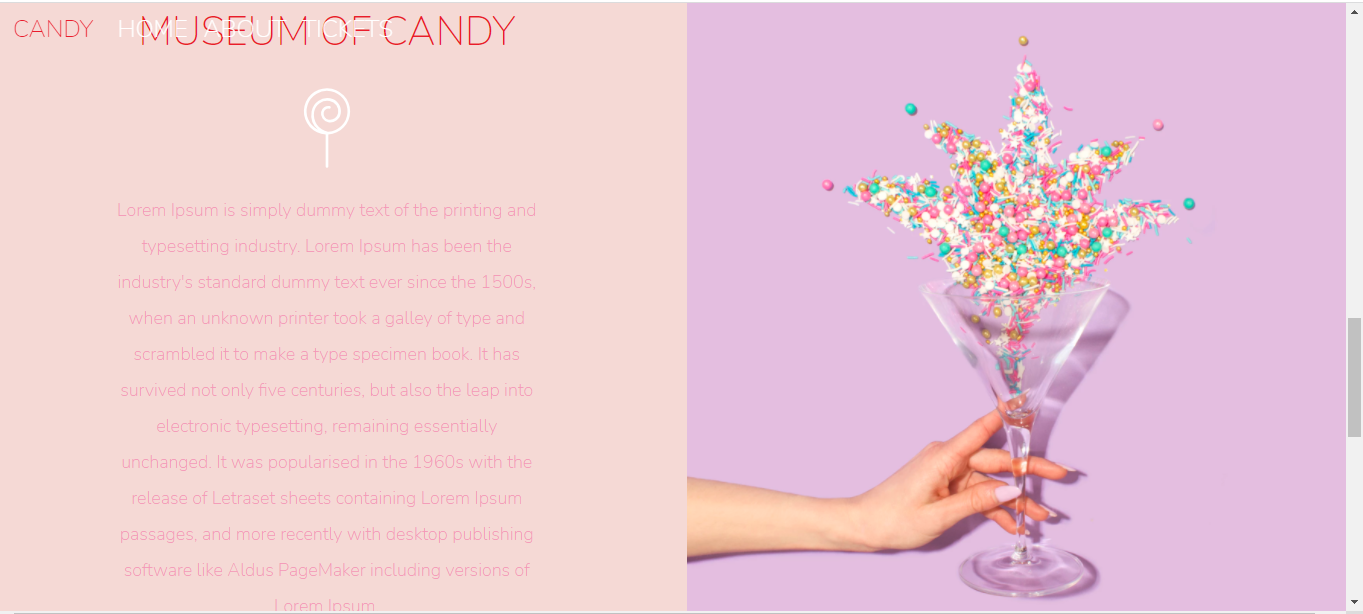 CANDY HOME ABOUT TICKETS
MUSEUM OF CANDY
Lorem Ipsum is simply dummy text of the printing and
typesetting industry. Lorem Ipsum has been the
industry's standard dummy text ever since the 1500s,
when an unknown printer took a galley of type and
scrambled it to make a type specimen book. It has
survived not only five centuries, but also the leap into
electronic typesetting, remaining essentially
unchanged. It was popularised in the 1960s with the
release of Letraset sheets containing Lorem Ipsum
passages, and more recently with desktop publishing
software like Aldus PageMaker including versions of
Lorem Ipsum.